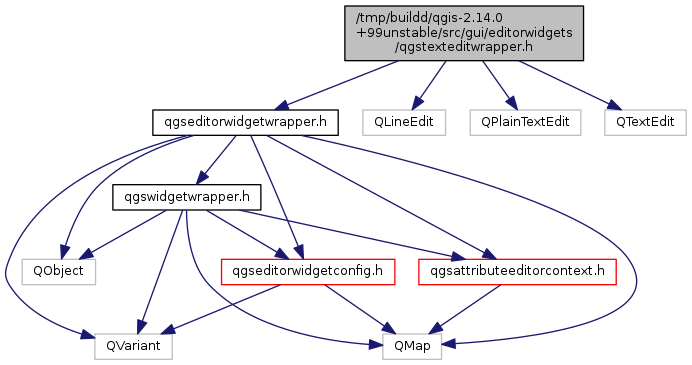 /tmp/buildd/qgis-2.14.0
+99unstable/src/gui/editorwidgets
/qgstexteditwrapper.h
qgseditorwidgetwrapper.h
QLineEdit
QPlainTextEdit
QTextEdit
qgswidgetwrapper.h
QObject
qgseditorwidgetconfig.h
qgsattributeeditorcontext.h
QVariant
QMap